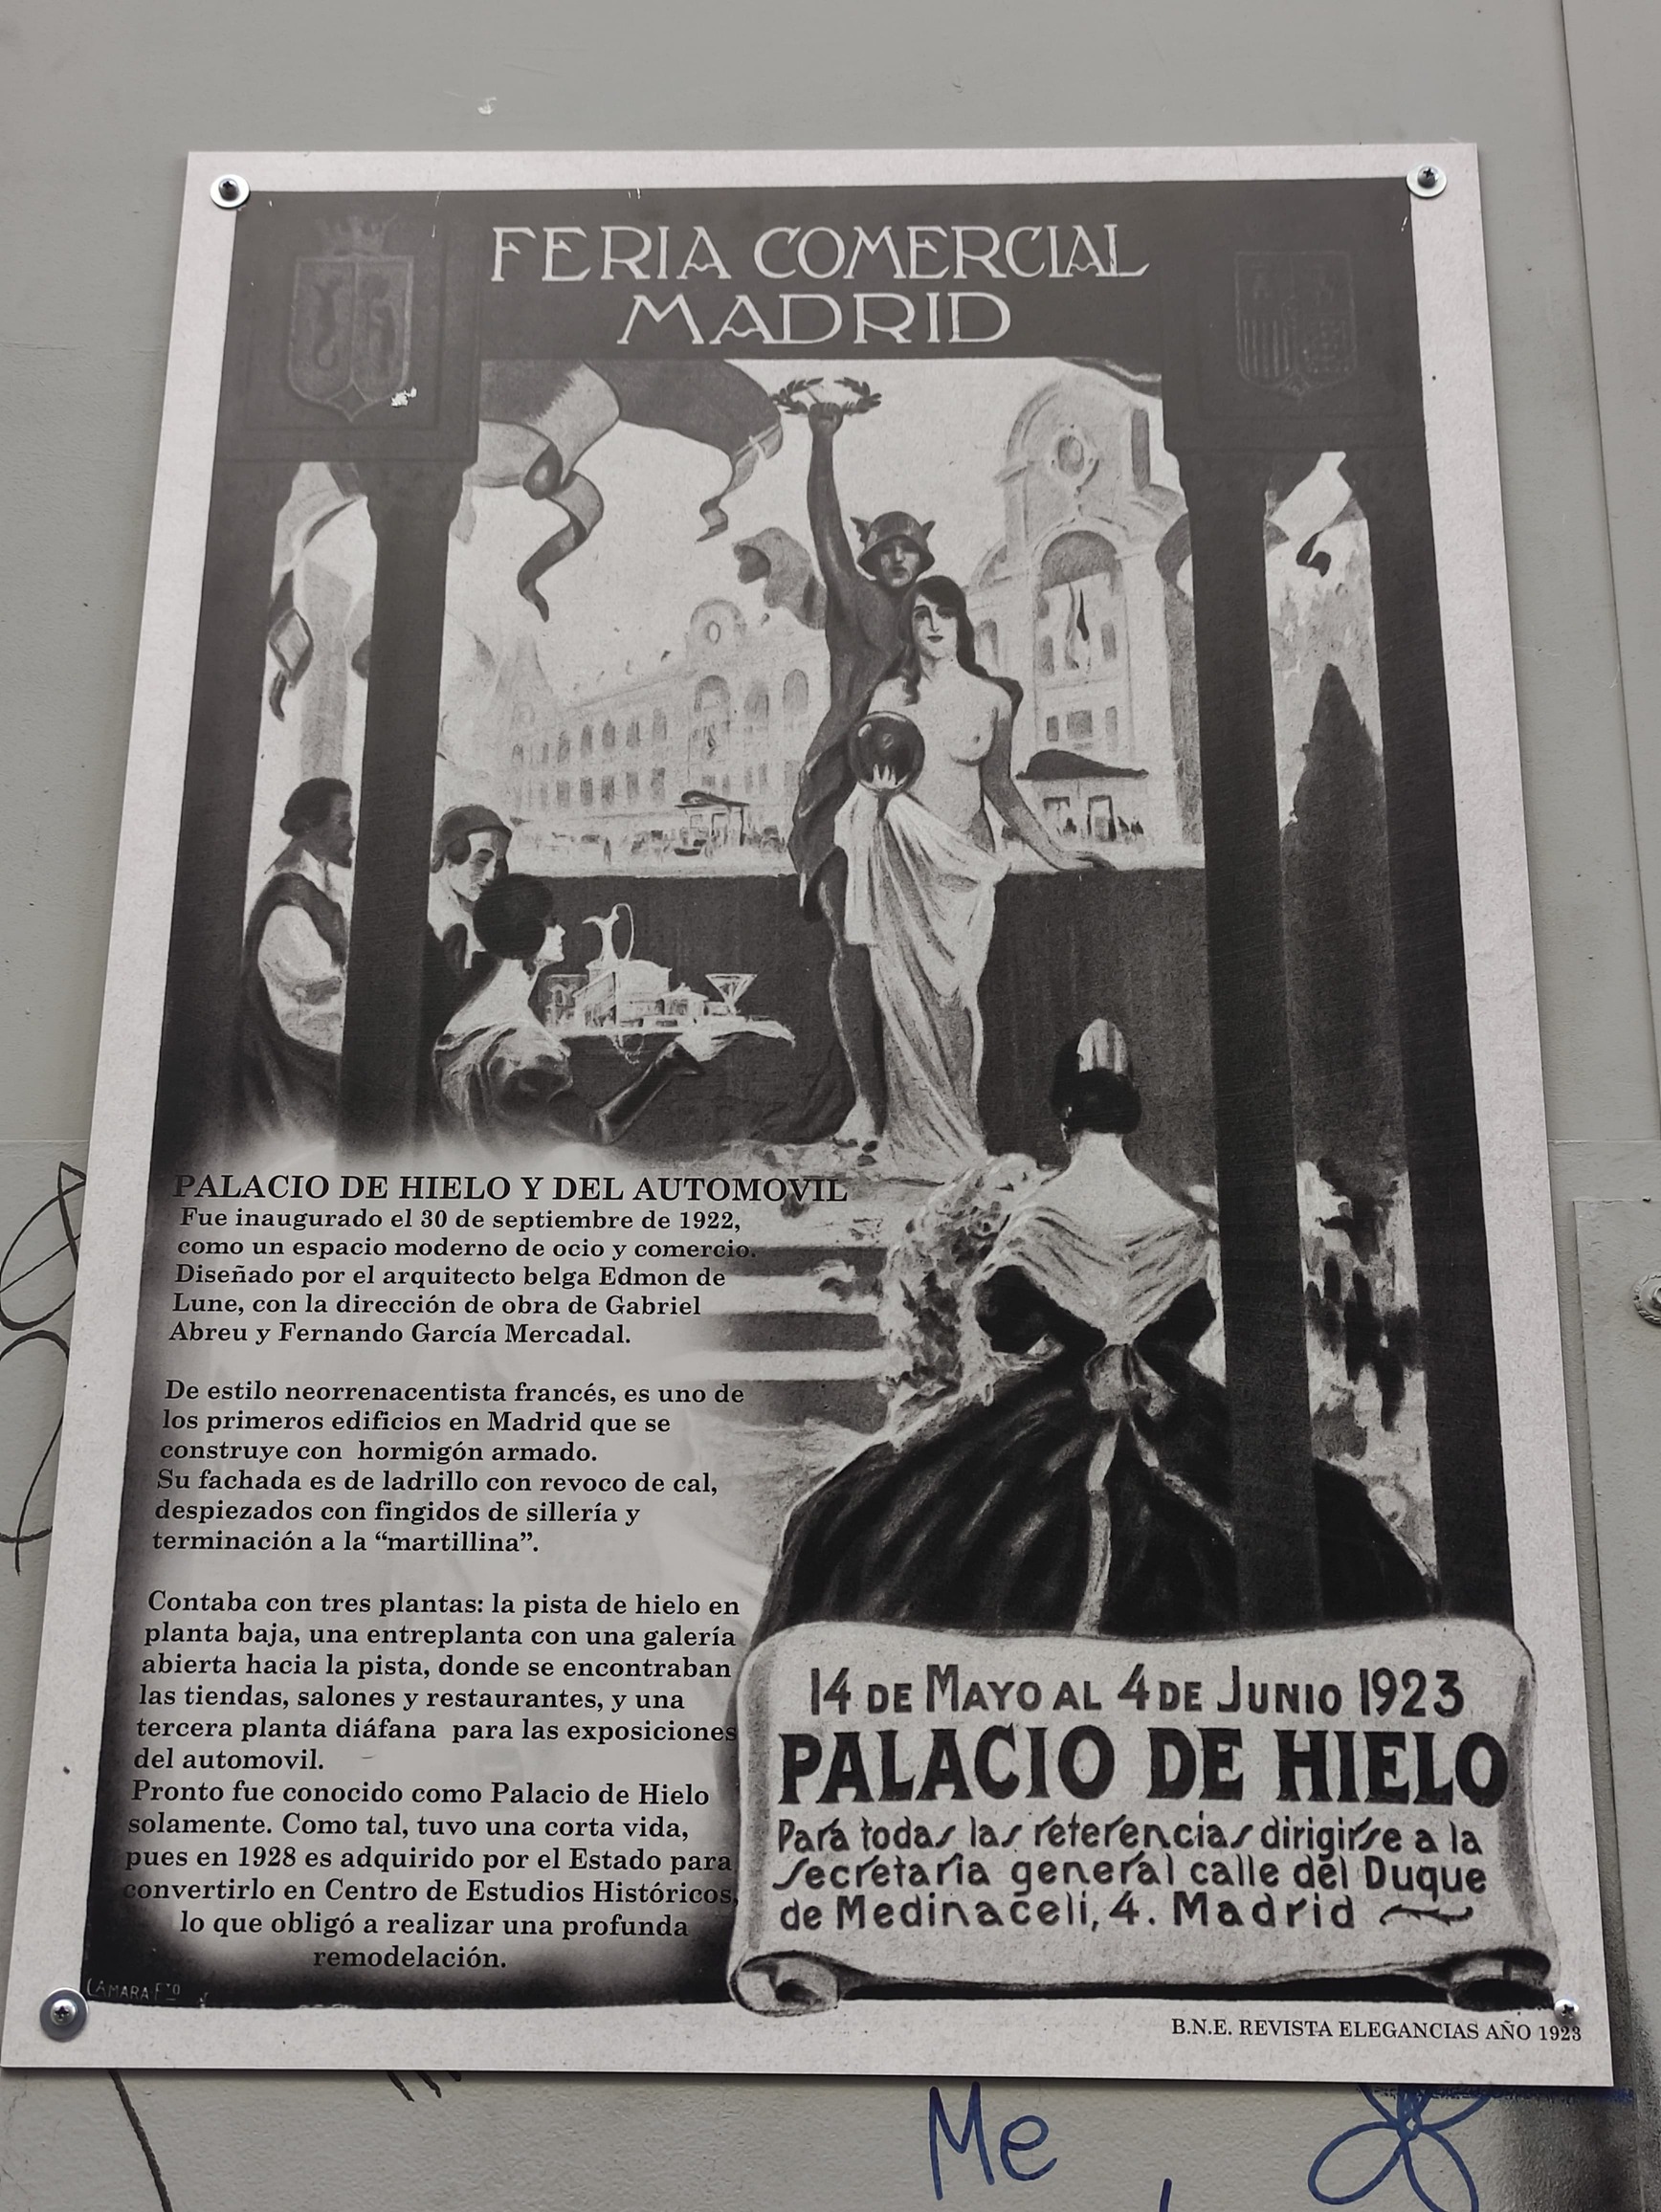 FERIA COMERCIAL
MADRID
PALACIO DE HIELO Y DEL AUTOMOVIL
Fue inaugurado el 30 de septiembre de 1922,
como un espacio moderno de ocio y comercio.
Diseñado por el arquitecto belga Edmon de
Lune, con la dirección de obra de Gabriel
Abreu y Fernando García Mercadal.
De estilo neorrenacentista francés, es uno de
los primeros edificios en Madrid que se
construye con hormigón armado.
Su fachada es de ladrillo con revoco de cal,
despiezados con fingidos de sillería y
terminación a la “martillina”.
Contaba con tres plantas: la pista de hielo en
planta baja, una entreplanta con una galería
abierta hacia la pista, donde se encontraban
las tiendas, salones y restaurantes, y una
tercera planta diáfana para las exposiciones
del automovil.
Pronto fue conocido como Palacio de Hielo
solamente. Como tal, tuvo una corta vida,
pues en 1928 es adquirido por el Estado para
convertirlo en Centro de Estudios Históricos,
lo que obligó a realizar una profunda
remodelación.
14 DE MAYO AL 4 DE JUNIO 1923
PALACIO DE HIELO
Para todas las referencias dirigirse a la
Secretaría general calle del Duque
de Medinaceli, 4. Madrid
CAMARA FTO
B.N.E. REVISTA ELEGANCIAS AÑO 1923
Me